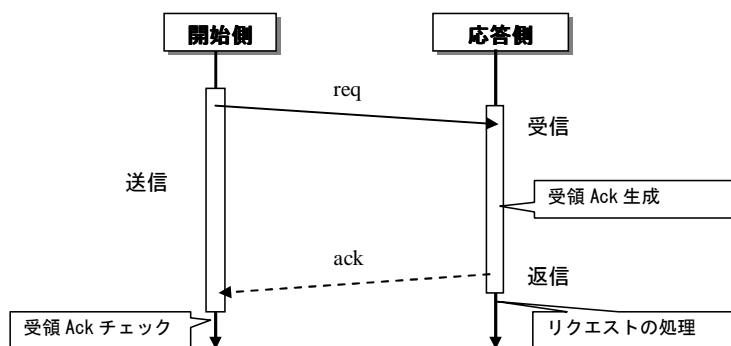 開始側
応答側
req
受信
送信
受領 Ack 生成
ack
返信
受領 Ack チェック
リクエストの処理